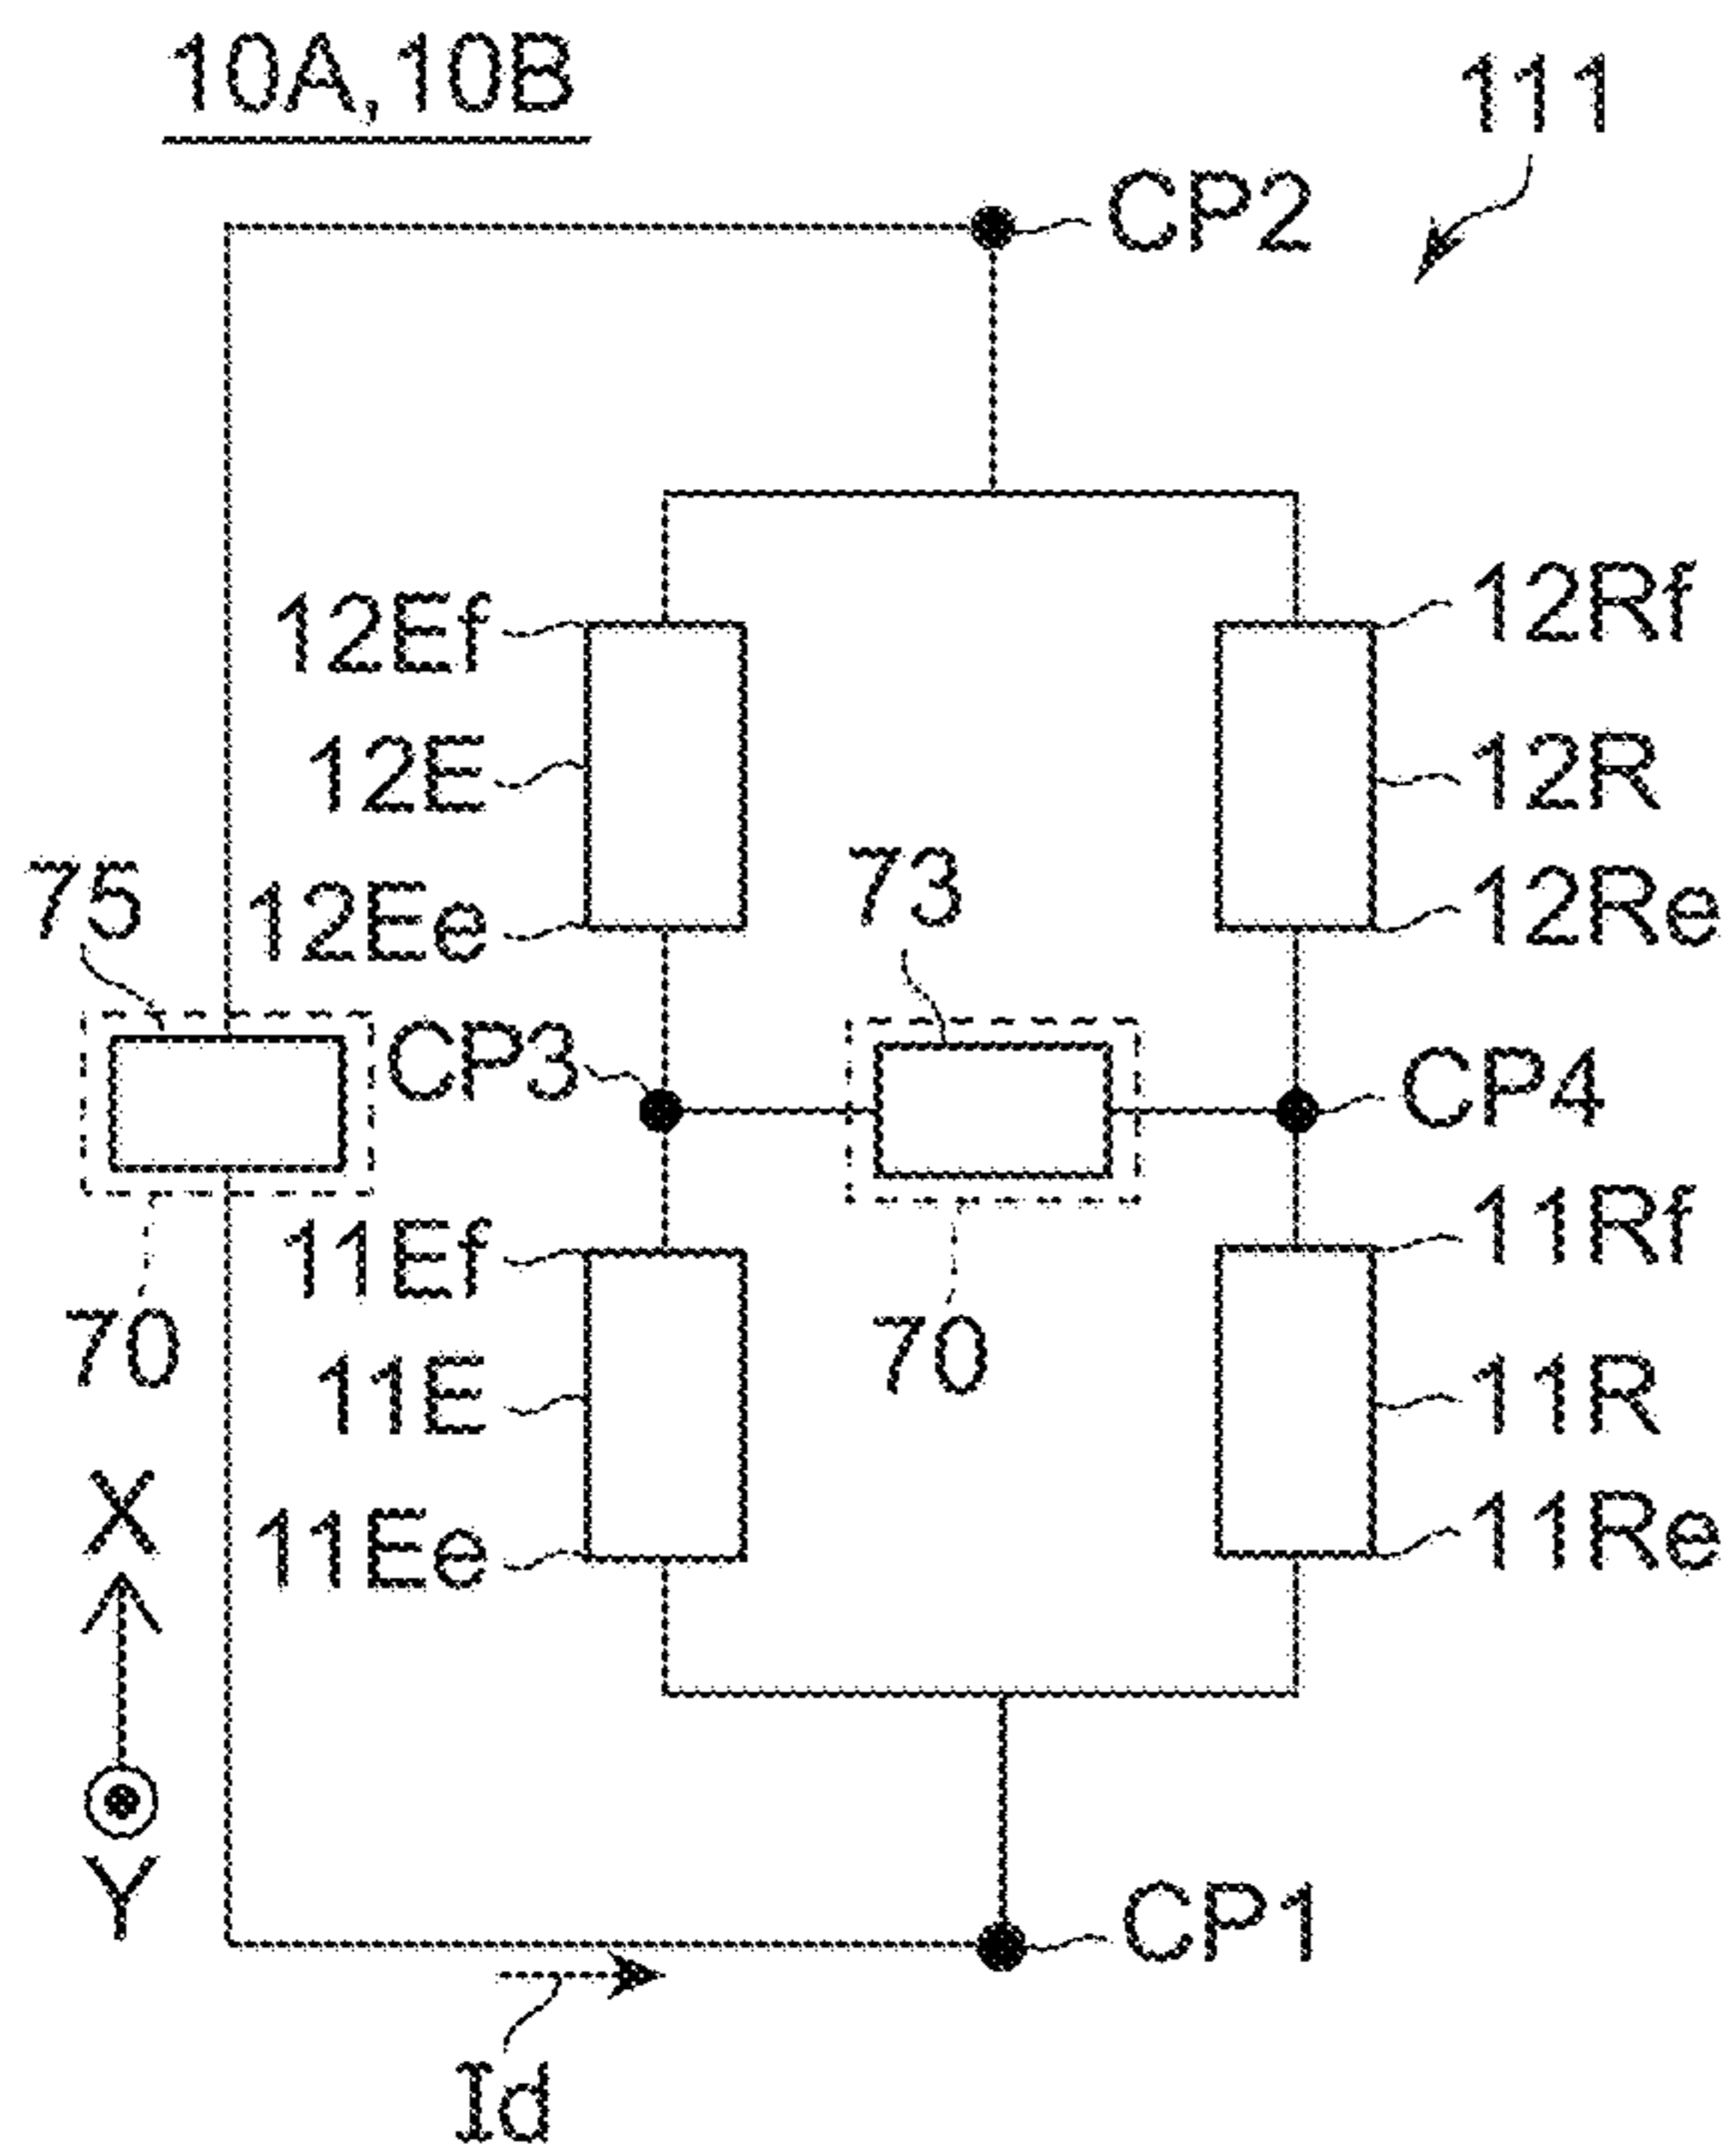 10A,10B
111
CP2
12Ef
12Rf
12E
12R
75
12Ee
73
12Re
CP3
CP4
11Ef
11Rf
70
70
11E
11R
X
11Ee
11Re
Y
CP1
Id